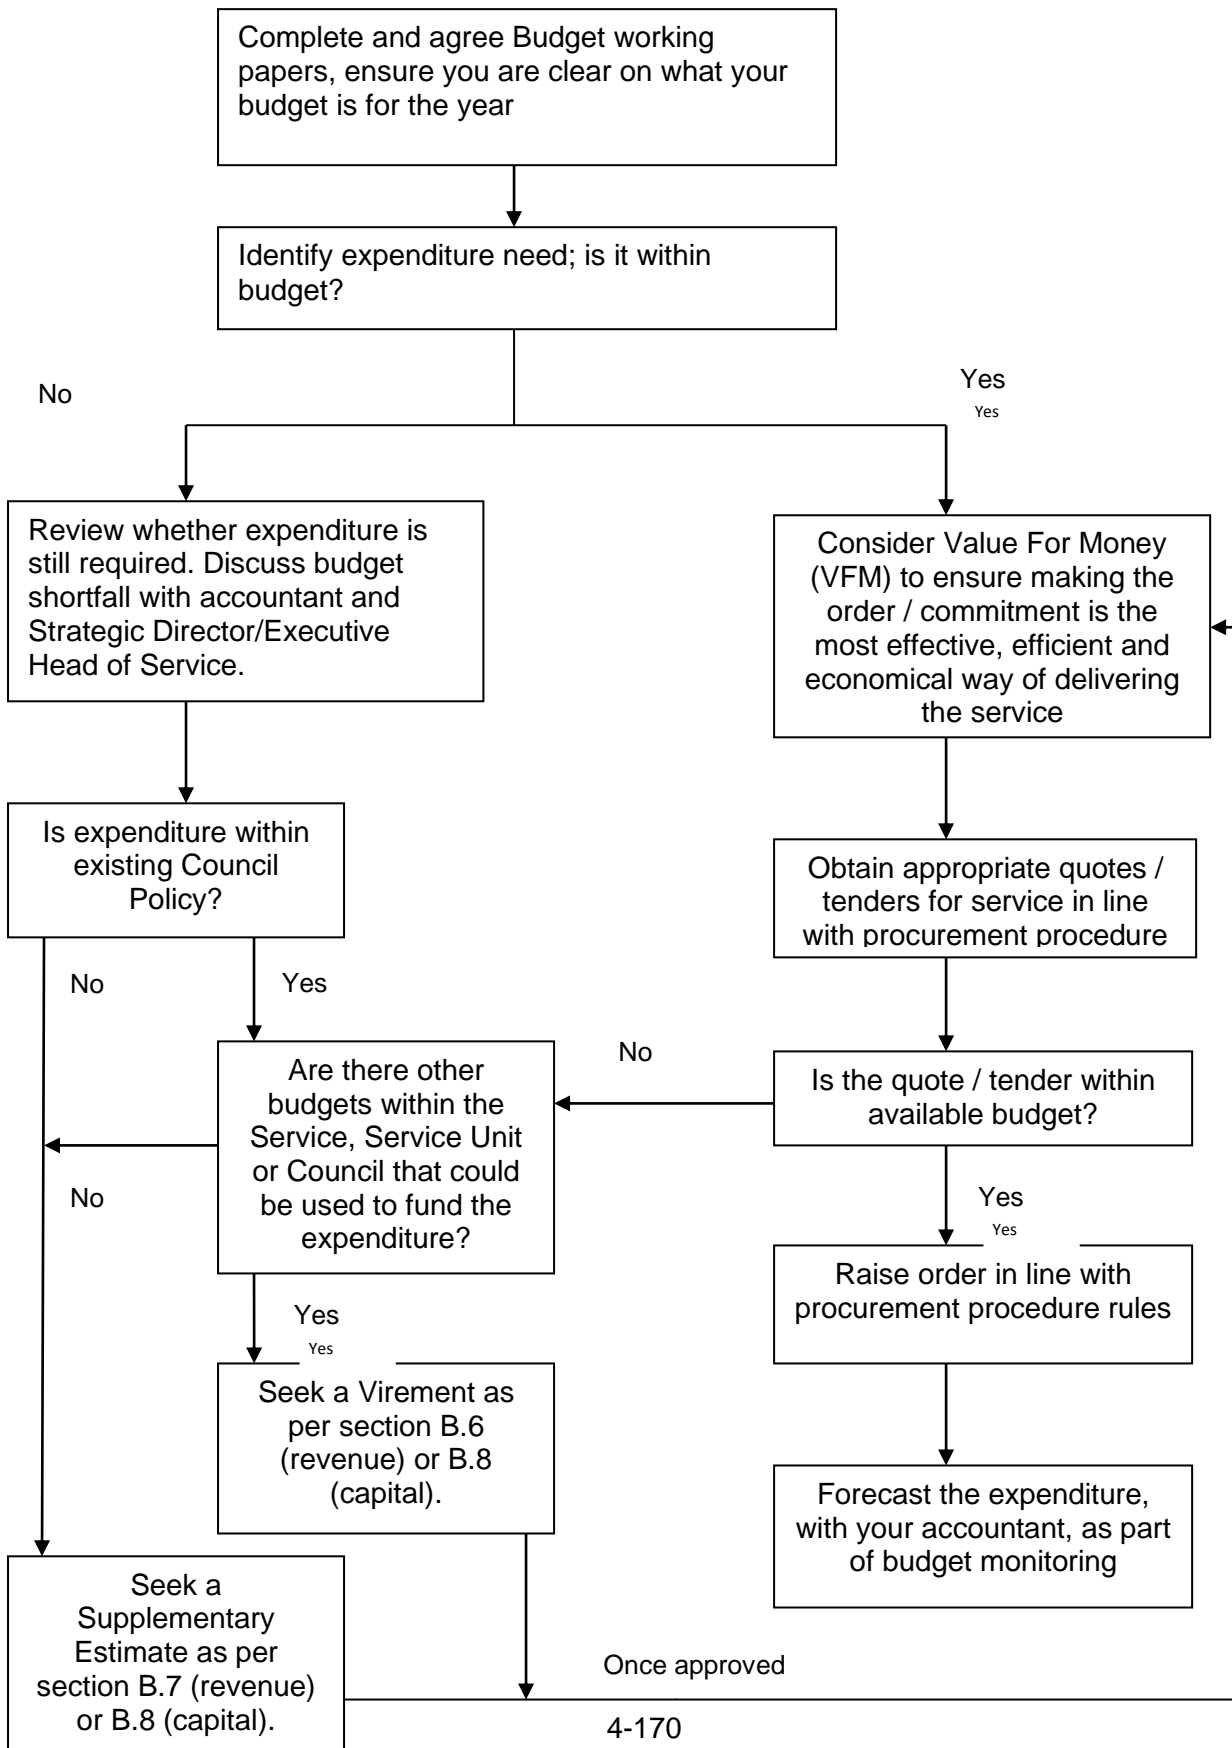 Complete and agree Budget working
papers, ensure you are clear on what your
budget is for the year
Identify expenditure need; is it within
budget?
No
Yes
Yes
Review whether expenditure is
still required. Discuss budget
shortfall with accountant and
Strategic Director/Executive
Head of Service.
Consider Value For Money
(VFM) to ensure making the
order / commitment is the
most effective, efficient and
economical way of delivering
the service
Is expenditure within
existing Council
Policy?
Obtain appropriate quotes /
tenders for service in line
with procurement procedure
No
Yes
Are there other
budgets within the
Service, Service Unit
or Council that could
be used to fund the
expenditure?
No
Is the quote / tender within
available budget?
No
Yes
Yes
Yes
Yes
Raise order in line with
procurement procedure rules
Seek a Virement as
per section B.6
(revenue) or B.8
(capital).
Forecast the expenditure,
with your accountant, as part
of budget monitoring
Seek a
Supplementary
Estimate as per
section B.7 (revenue)
or B.8 (capital).
Once approved
4-170